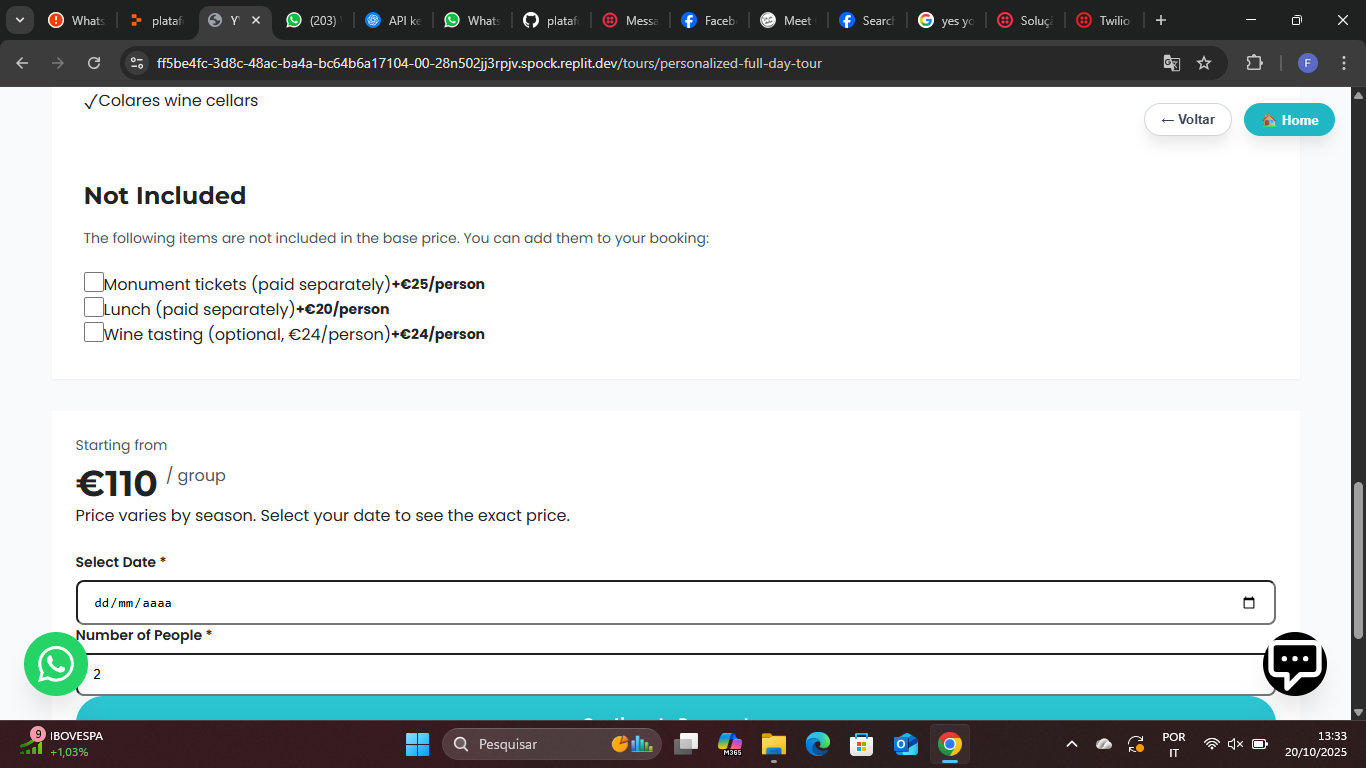 Whats
plataf
Y
(203)
API ke
Whats
plataf
Messa
Faceb
Meet
Search
yes yo
Soluç
Twilio
ff5be4fc-3d8c-48ac-ba4a-bc64b6a17104-00-28n502jj3rpjv.spock.replit.dev/tours/personalized-full-day-tour
F
✓Colares wine cellars
← Voltar
Home
Not Included
The following items are not included in the base price. You can add them to your booking:
Monument tickets (paid separately)+€25/person
Lunch (paid separately)+€20/person
Wine tasting (optional, €24/person)+€24/person
Starting from
€110 / group
Price varies by season. Select your date to see the exact price.
Select Date *
dd/mm/aaaa
Number of People *
2
9
IBOVESPA
+1,03%
Pesquisar
M365
POR
IT
13:33
20/10/2025